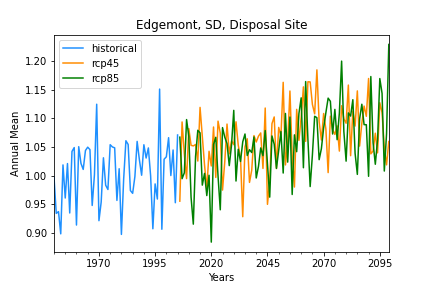 Edgemont, SD, Disposal Site
historical
rcp45
rcp85
Annual Mean
1.20
1.15
1.10
1.05
1.00
0.95
0.90
1970
1995
2020
2045
2070
2095
Years